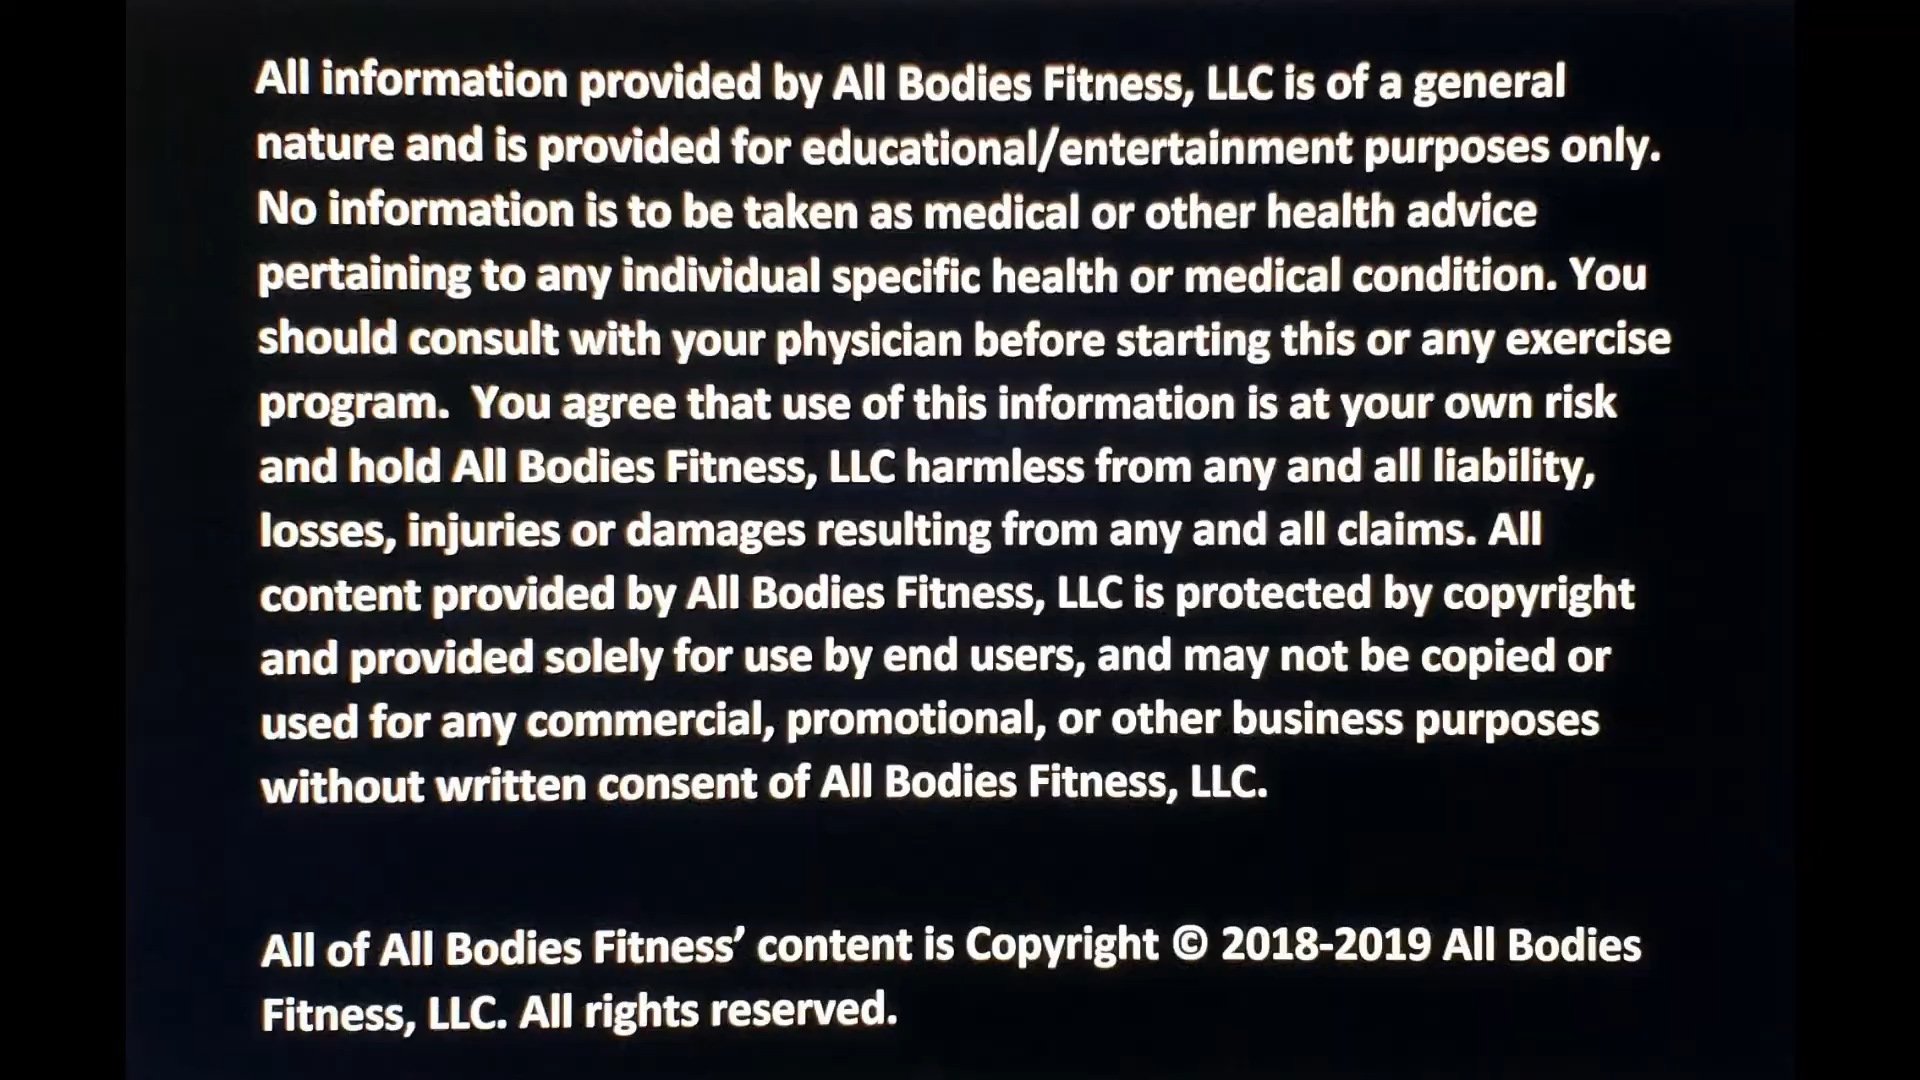 All information provided by All Bodies Fitness, LLC is of a general
nature and is provided for educational/entertainment purposes only.
No information is to be taken as medical or other health advice
pertaining to any individual specific health or medical condition. You
should consult with your physician before starting this or any exercise
program.  You agree that use of this information is at your own risk
and hold All Bodies Fitness, LLC harmless from any and all liability,
losses, injuries or damages resulting from any and all claims. All
content provided by All Bodies Fitness, LLC is protected by copyright
and provided solely for use by end users, and may not be copied or
used for any commercial, promotional, or other business purposes
without written consent of All Bodies Fitness, LLC.
All of All Bodies Fitness’ content is Copyright © 2018-2019 All Bodies
Fitness, LLC. All rights reserved.